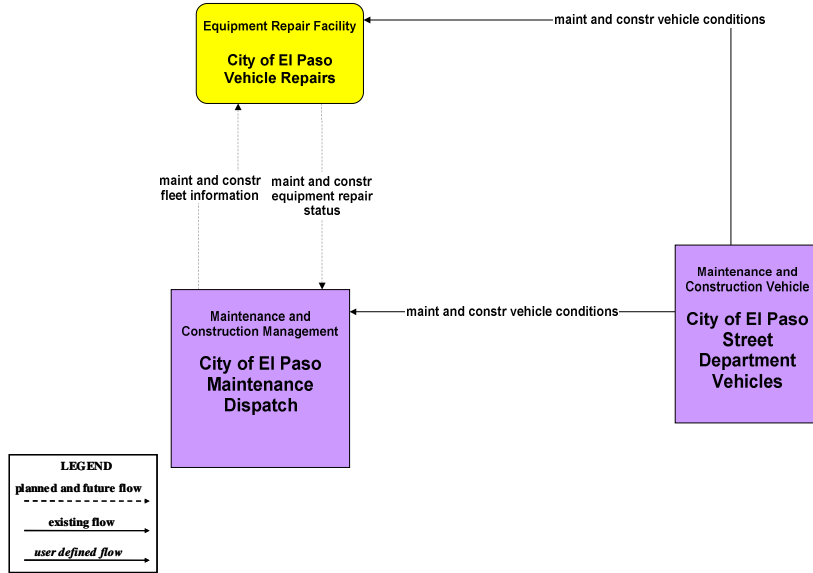 Equipment Repair Facility
City of El Paso
Vehicle Repairs
maint and constr vehicle conditions
maint and constr
fleet information
maint and constr
equipment repair
status
Maintenance and
Construction Vehicle
City of El Paso
Street
Department
Vehicles
maint and constr vehicle conditions
Maintenance and
Construction Management
City of El Paso
Maintenance
Dispatch
LEGEND
planned and future flow
existing flow
user defined flow